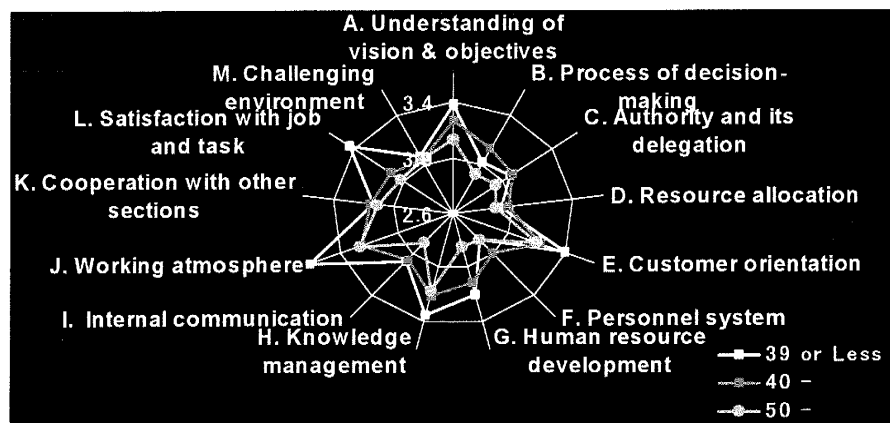 A. Understanding of
vision & objectives
B. Process of decision-
making
C. Authority and its
delegation
D. Resource allocation
E. Customer orientation
F. Personnel system
G. Human resource
development
H. Knowledge
management
I. Internal communication
J. Working atmosphere
K. Cooperation with other
sections
L. Satisfaction with job
and task
M. Challenging
environment
3.4
2.6
39 or Less
40 -
50 -